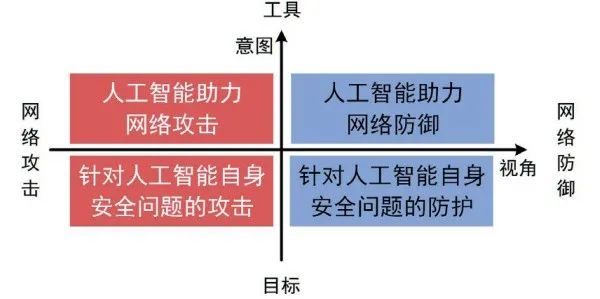 工具
意图
人工智能助力
网络攻击
人工智能助力
网络防御
网络攻击
视角
网络防御
针对人工智能自身
安全问题的攻击
针对人工智能自身
安全问题的防护
目标